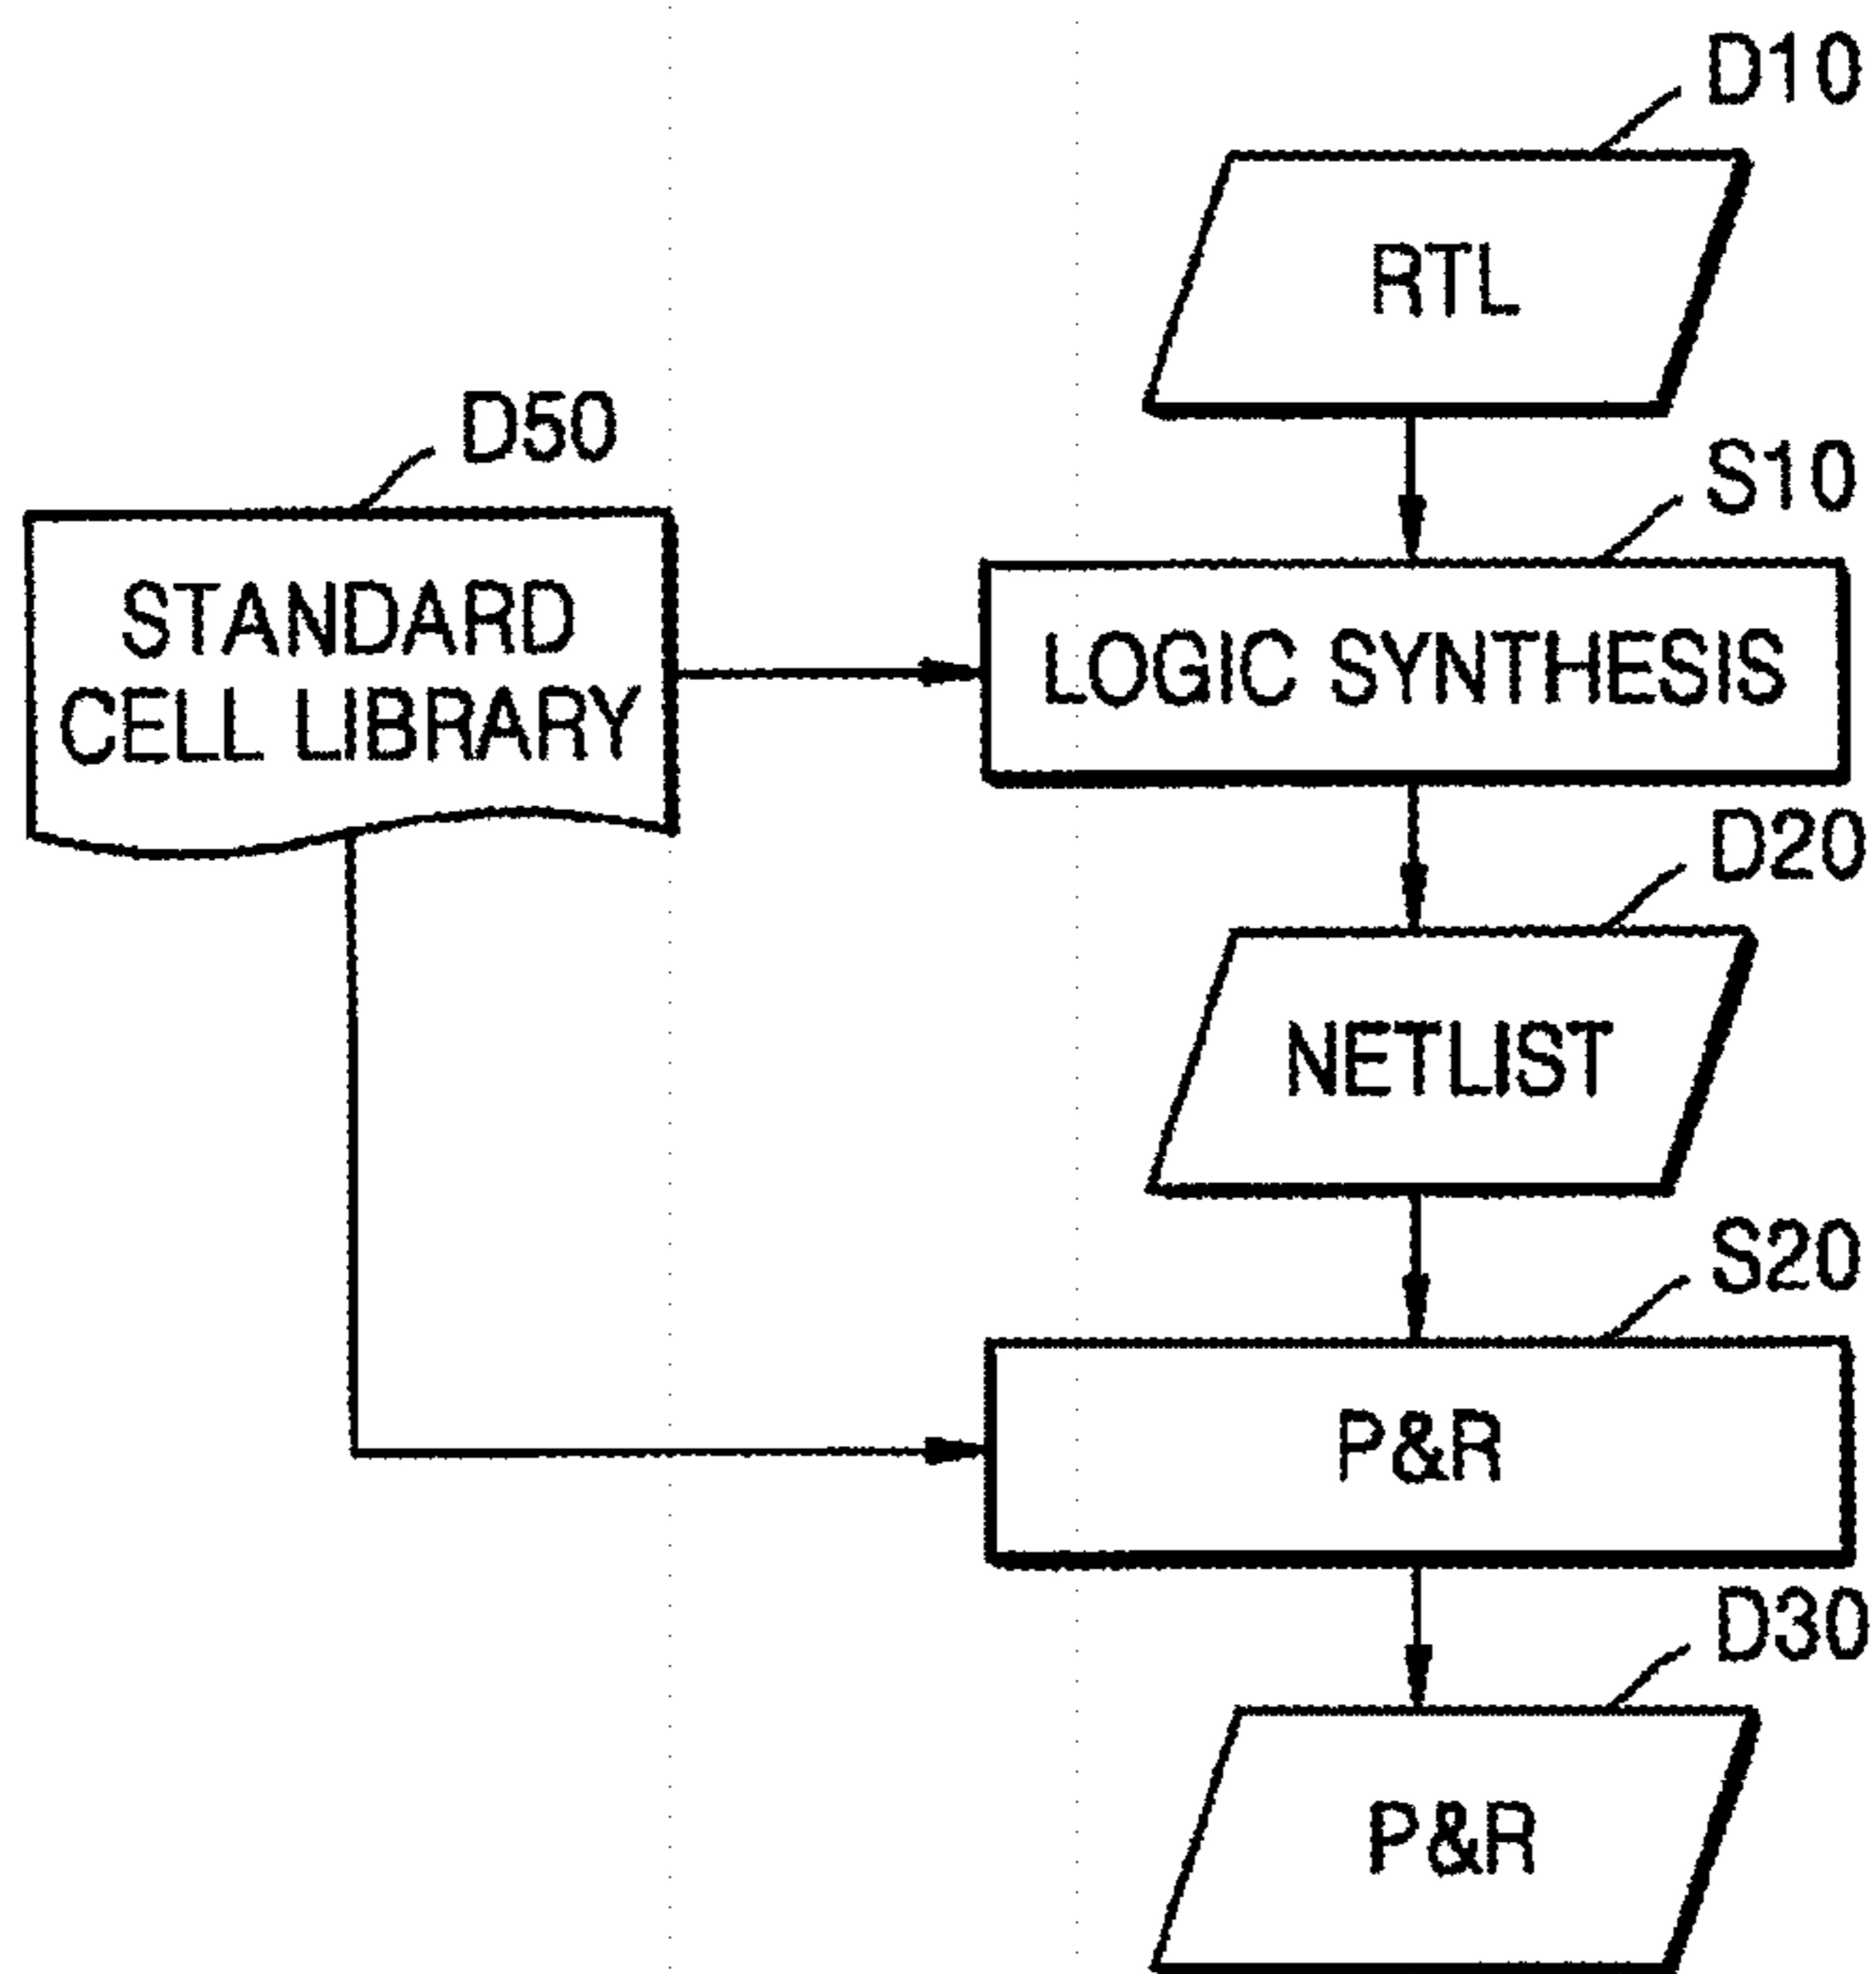 D10
RTL
D50
S10
STANDARD
CELL LIBRARY
LOGIC SYNTHESIS
D20
NETLIST
S20
P&R
D30
P&R